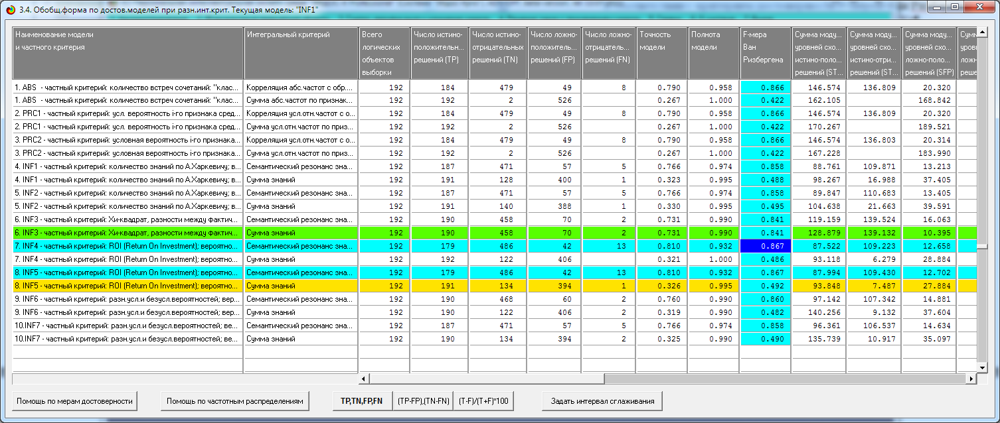 3.4. Обобщ.форма по достов.моделей при разн.инт.крит. Текущая модель: "INF1"
Наименование модели и частного критерия | Интегральный критерий | Всего логических объектов выборки | Число истино-положительн... решений (TP) | Число истино-отрицательных решений (TN) | Число ложно-положитель... решений (FP) | Число ложно-отрицатель... решений (FN) | Точность модели | Полнота модели | F-мера Ван Ризбергена | Сумма моду... уровней схо... истино-поло... решений (ST... | Сумма моду... уровней схо... истино-отри... решений (ST... | Сумма моду... уровней схо... ложно-поло... решений (SFP) | Сумм уровн ложн реше
1. ABS - частный критерий: количество встреч сочетаний: "клас... Корреляция абс.частот с обр.... 192 184 479 49 8 0.790 0.958 0.866 146.574 136.809 20.320
1. ABS - частный критерий: количество встреч сочетаний: "клас... Сумма абс.частот по признак... 192 192 2 526 0.267 1.000 0.422 162.105 168.842
2. PRC1 - частный критерий: усл. вероятность i-го признака сред... Корреляция усл.отн.частот с о... 192 184 479 49 8 0.790 0.958 0.866 146.574 136.809 20.320
2. PRC1 - частный критерий: усл. вероятность i-го признака сред... Сумма усл.отн.частот по приз... 192 192 2 526 0.267 1.000 0.422 170.267 189.521
3. PRC2 - частный критерий: условная вероятность i-го признака... Корреляция усл.отн.частот с о... 192 184 479 49 8 0.790 0.958 0.866 146.574 136.803 20.314
3. PRC2 - частный критерий: условная вероятность i-го признака... Сумма усл.отн.частот по приз... 192 192 2 526 0.267 1.000 0.422 167.228 183.990
4. INF1 - частный критерий: количество знаний по А.Харкевичу; в... Семантический резонанс зна... 192 187 471 57 5 0.766 0.974 0.858 88.761 109.871 13.213
4. INF1 - частный критерий: количество знаний по А.Харкевичу; в... Сумма знаний 192 191 128 400 1 0.323 0.995 0.488 98.267 16.988 37.405
5. INF2 - частный критерий: количество знаний по А.Харкевичу; в... Семантический резонанс зна... 192 187 471 57 5 0.766 0.974 0.858 89.847 110.683 13.405
5. INF2 - частный критерий: количество знаний по А.Харкевичу; в... Сумма знаний 192 191 140 388 1 0.330 0.995 0.495 104.638 21.663 39.591
6. INF3 - частный критерий: Хи-квадрат, разности между фактич... Семантический резонанс зна... 192 190 458 70 2 0.731 0.990 0.841 119.159 139.524 16.063
6. INF3 - частный критерий: Хи-квадрат, разности между фактич... Сумма знаний 192 190 458 70 2 0.731 0.990 0.841 128.879 139.132 10.395
7. INF4 - частный критерий: ROI (Return On Investment); вероятно... Семантический резонанс зна... 192 179 486 42 13 0.810 0.932 0.867 87.522 109.223 12.658
7. INF4 - частный критерий: ROI (Return On Investment); вероятно... Сумма знаний 192 192 122 406 0.321 1.000 0.486 93.118 6.279 28.884
8. INF5 - частный критерий: ROI (Return On Investment); вероятно... Семантический резонанс зна... 192 179 486 42 13 0.810 0.932 0.867 87.994 109.430 12.702
8. INF5 - частный критерий: ROI (Return On Investment); вероятно... Сумма знаний 192 191 134 394 1 0.326 0.995 0.492 93.848 7.487 27.884
9. INF6 - частный критерий: разн.усл.и безусл.вероятностей; вер... Семантический резонанс зна... 192 190 468 60 2 0.760 0.990 0.860 97.142 107.342 14.881
9. INF6 - частный критерий: разн.усл.и безусл.вероятностей; вер... Сумма знаний 192 190 122 406 2 0.319 0.990 0.482 140.256 9.132 37.604
10.INF7 - частный критерий: разн.усл.и безусл.вероятностей; ве... Семантический резонанс зна... 192 187 471 57 5 0.766 0.974 0.858 96.361 106.537 14.634
10.INF7 - частный критерий: разн.усл.и безусл.вероятностей; ве... Сумма знаний 192 190 134 394 2 0.325 0.990 0.490 135.739 10.917 35.097
Помощь по мерам достоверности Помощь по частотным распределениям TP,TN,FP,FN (TP-FP),(TN-FN) (T-F)/(T+F)*100 Задать интервал сглаживания